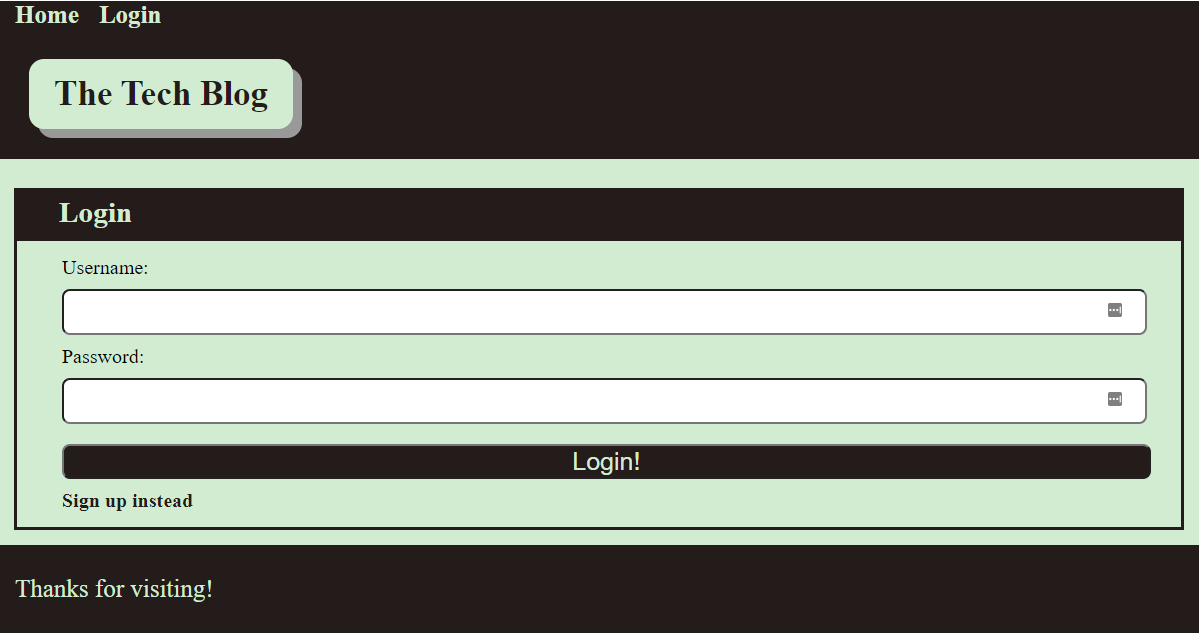 Home Login
The Tech Blog
Login
Username:
Password:
Login!
Sign up instead
Thanks for visiting!